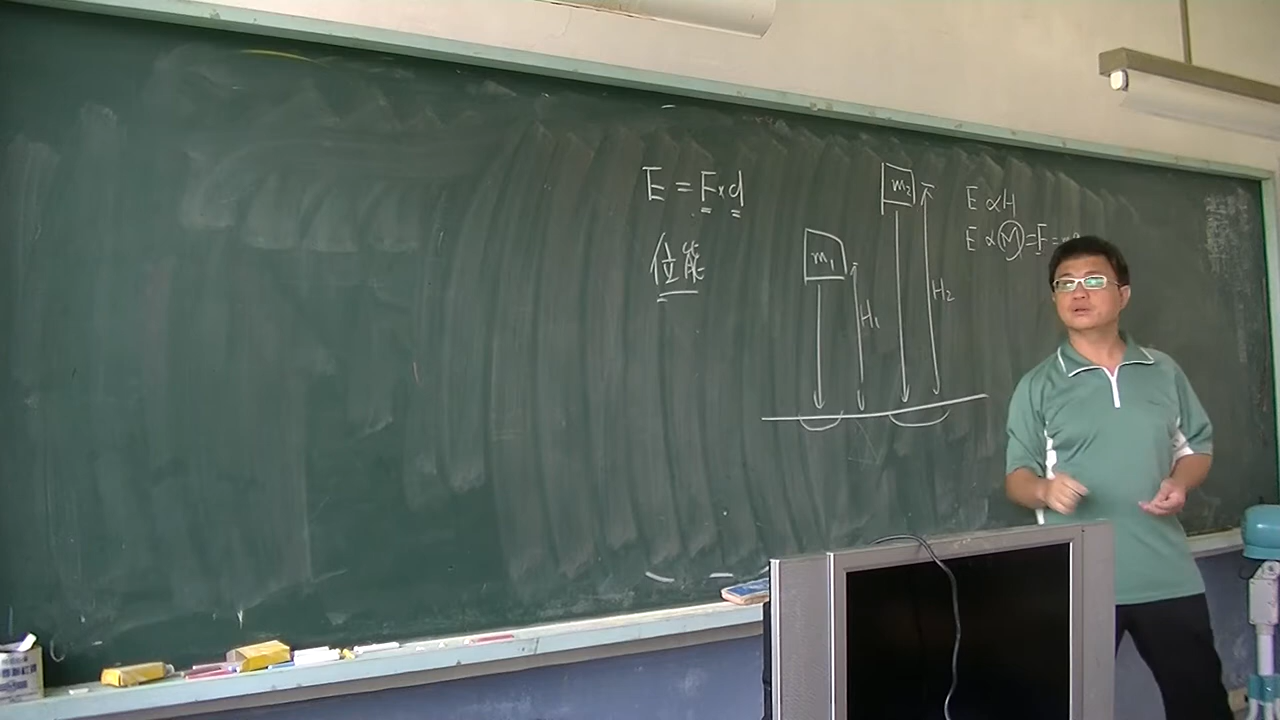 E = F × d
位能
m₁
H₁
m₂
H₂
E ∝ H
E ∝ M = F =